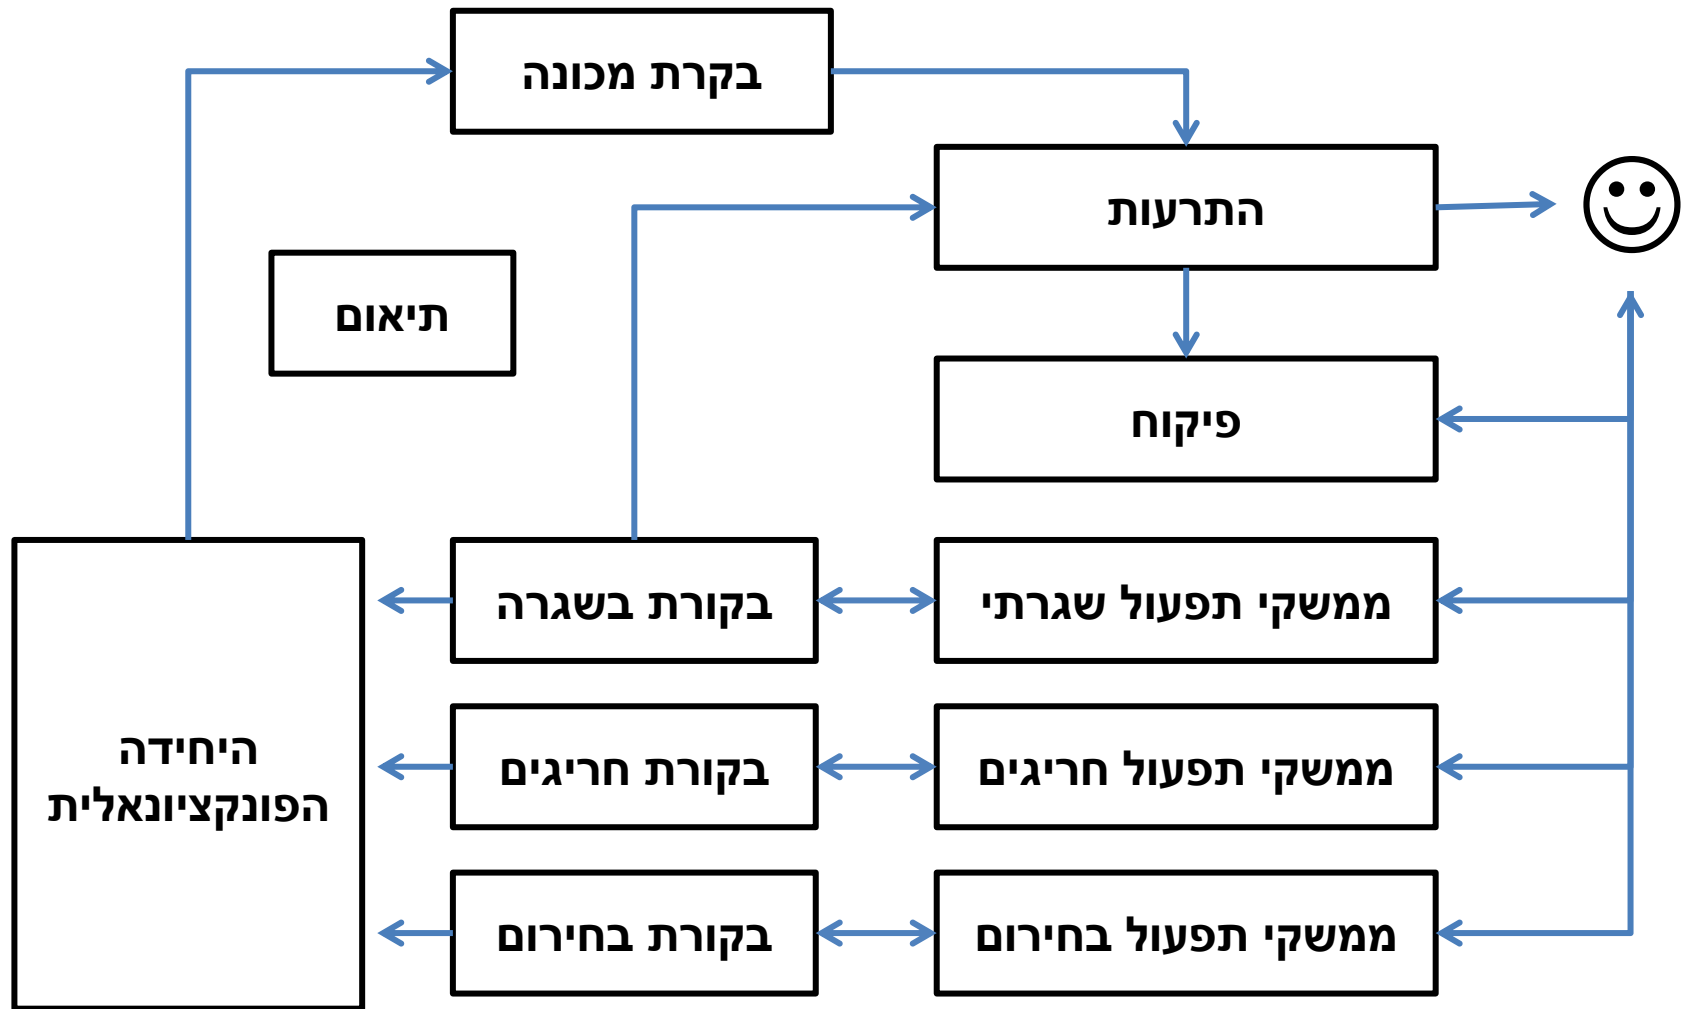 בקרת מכונה
התרעות
תיאום
פיקוח
ממשקי תפעול שגרתי
בקורת בשגרה
היחידה
הפונקציונאלית
ממשקי תפעול חריגים
בקורת חריגים
ממשקי תפעול בחירום
בקורת בחירום